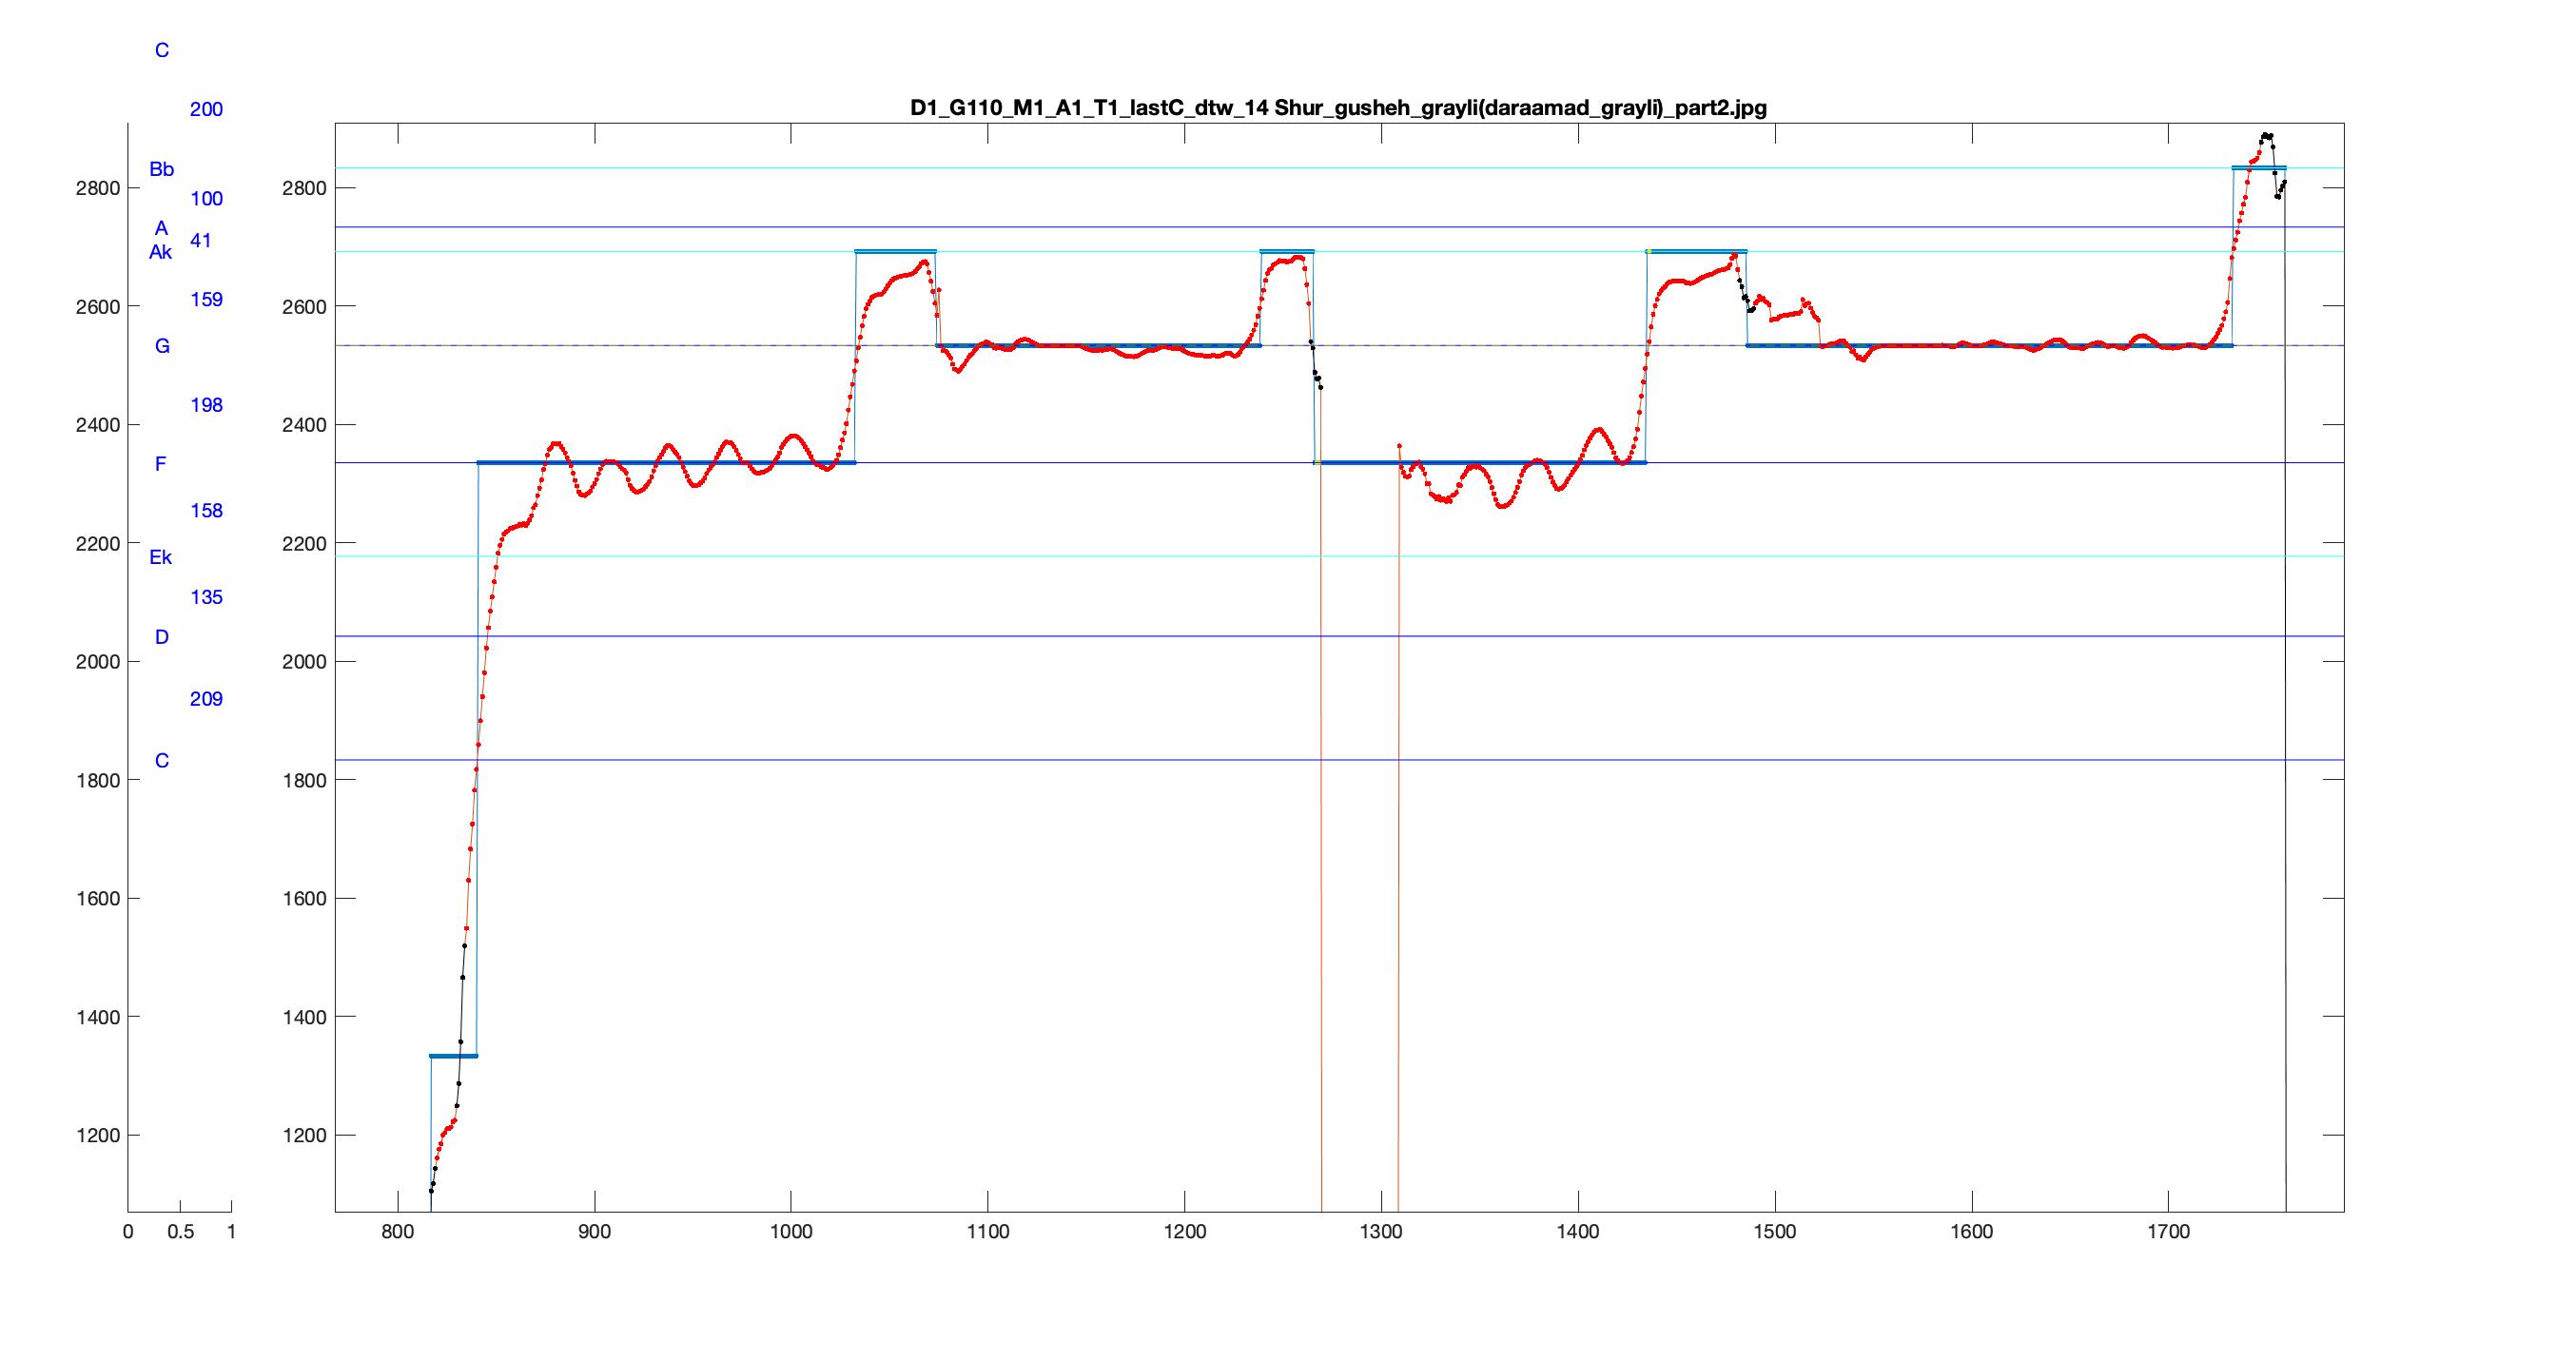 C
200
D1_G110_M1_A1_T1_lastC_dtw_14 Shur_gusheh_grayli(daraamad_grayli)_part2.jpg
Bb
2800
2800
100
A
41
Ak
159
2600
2600
G
198
2400
2400
F
158
2200
2200
Ek
135
D
2000
2000
209
C
1800
1800
1600
1600
1400
1400
1200
1200
0 0.5 1
800 900 1000 1100 1200 1300 1400 1500 1600 1700